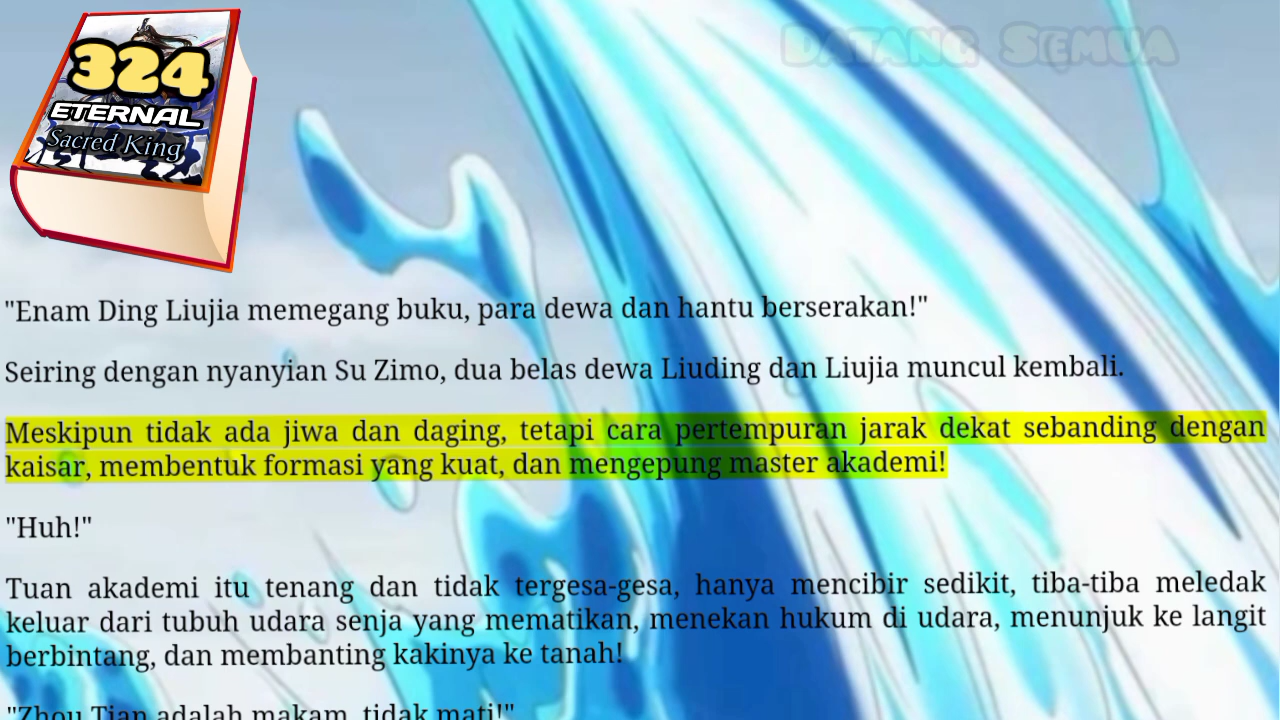 Datang Semua
324
ETERNAL
Sacred King
"Enam Ding Liujia memegang buku, para dewa dan hantu berserakan!"
Seiring dengan nyanyian Su Zimo, dua belas dewa Liuding dan Liujia muncul kembali.
Meskipun tidak ada jiwa dan daging, tetapi cara pertempuran jarak dekat sebanding dengan
kaisar, membentuk formasi yang kuat, dan mengepung master akademi!
"Huh!"
Tuan akademi itu tenang dan tidak tergesa-gesa, hanya mencibir sedikit, tiba-tiba meledak
keluar dari tubuh udara senja yang mematikan, menekan hukum di udara, menunjuk ke langit
berbintang, dan membanting kakinya ke tanah!
"Zhou Tian adalah makam, tidak mati!"